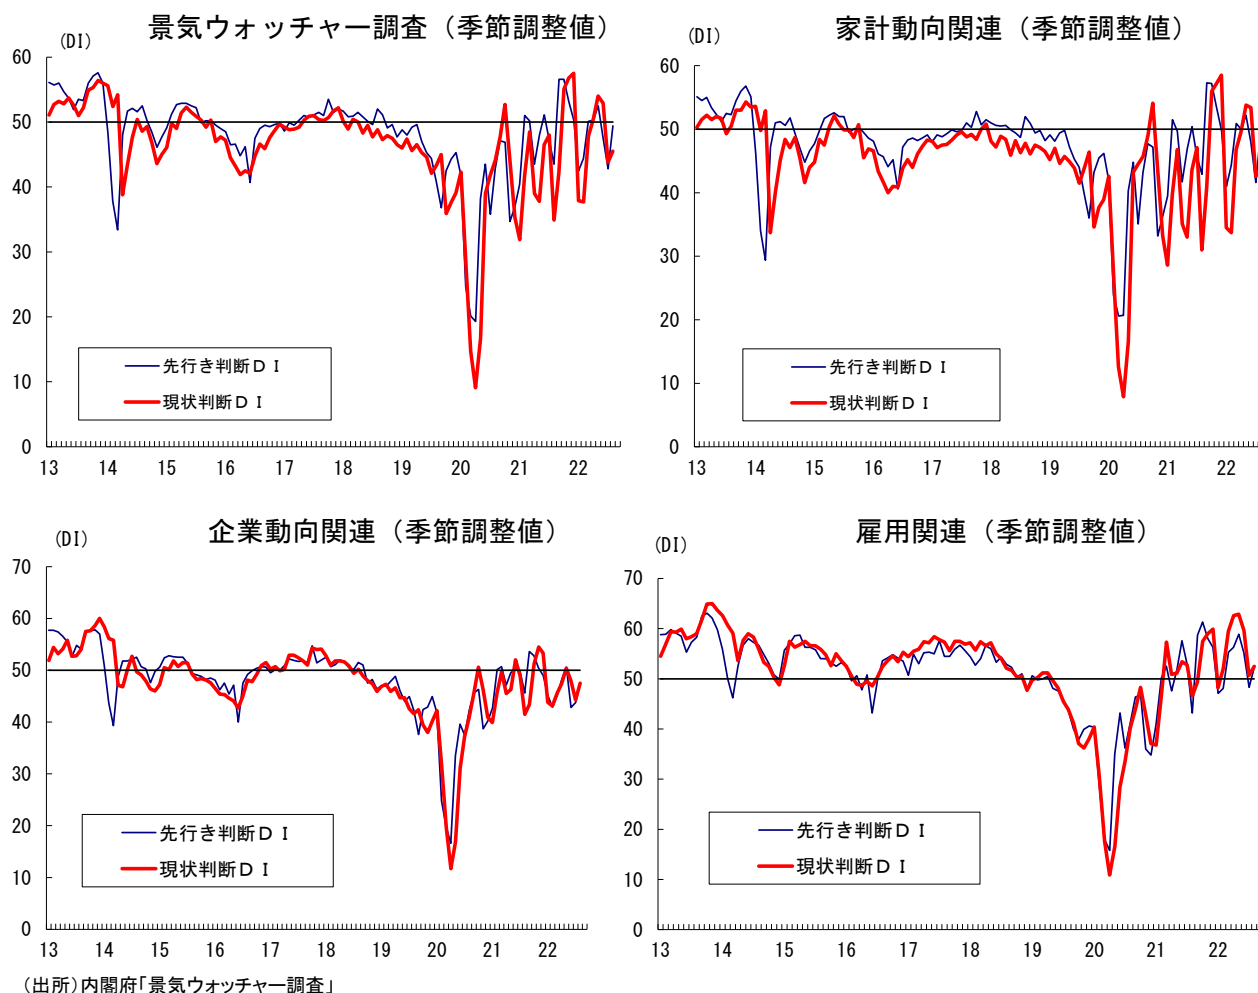 景気ウォッチャー調査（季節調整値）
(DI)
60
50
40
30
20
10
0
13 14 15 16 17 18 19 20 21 22
先行き判断ＤＩ
現状判断ＤＩ
家計動向関連（季節調整値）
(DI)
60
50
40
30
20
10
0
13 14 15 16 17 18 19 20 21 22
先行き判断ＤＩ
現状判断ＤＩ
企業動向関連（季節調整値）
(DI)
70
60
50
40
30
20
10
0
13 14 15 16 17 18 19 20 21 22
先行き判断ＤＩ
現状判断ＤＩ
雇用関連（季節調整値）
(DI)
70
60
50
40
30
20
10
0
13 14 15 16 17 18 19 20 21 22
先行き判断ＤＩ
現状判断ＤＩ
（出所）内閣府「景気ウォッチャー調査」